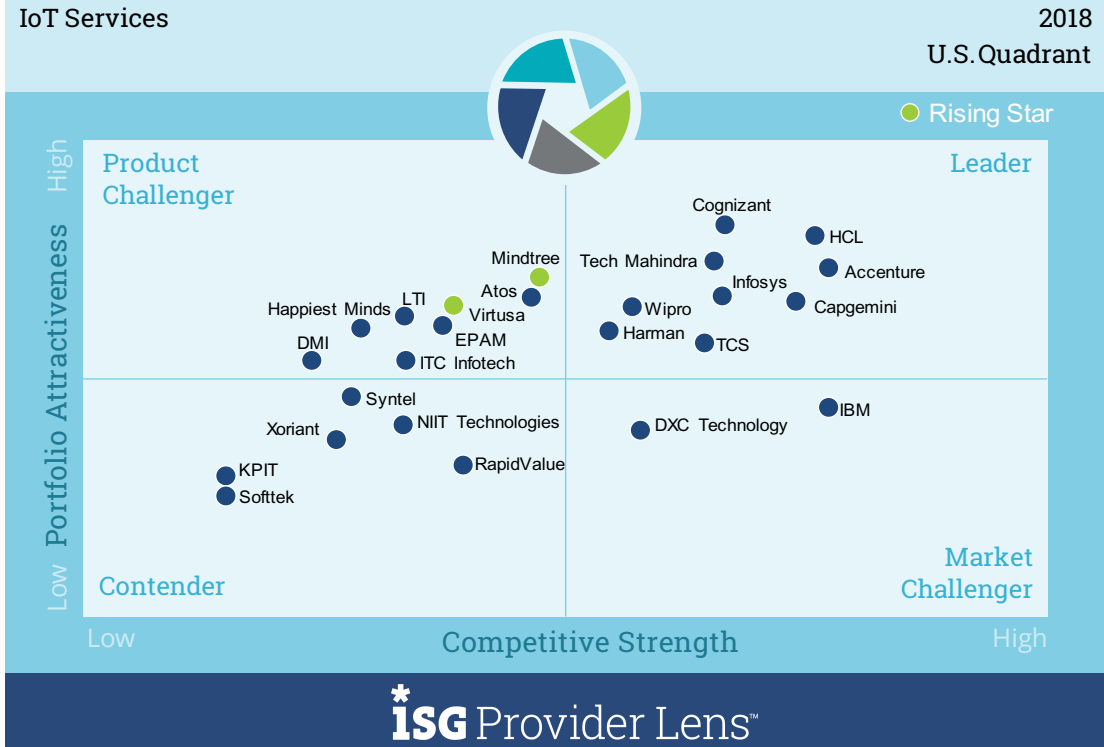 IoT Services
2018
U.S. Quadrant
Rising Star
High
Product
Challenger
Leader
Cognizant
HCL
Mindtree
Tech Mahindra
Accenture
Atos
Infosys
LTI
Happiest Minds
Virtusa
Wipro
Capgemini
EPAM
Harman
DMI
TCS
ITC Infotech
Portfolio Attractiveness
Syntel
IBM
NIIT Technologies
DXC Technology
Xoriant
RapidValue
KPIT
Softtek
Low
Contender
Market
Challenger
Low
Competitive Strength
High
*isG Provider Lens™